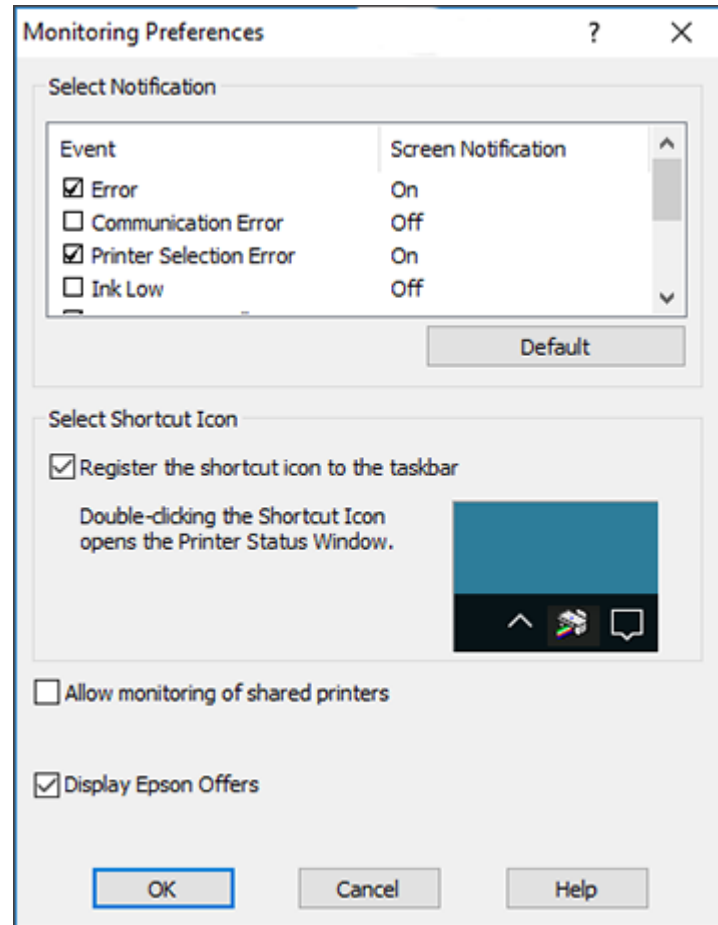 Monitoring Preferences ?
Select Notification
Event Screen Notification
Error On
Communication Error Off
Printer Selection Error On
Ink Low Off
Default
Select Shortcut Icon
Register the shortcut icon to the taskbar
Double-clicking the Shortcut Icon
opens the Printer Status Window.
Allow monitoring of shared printers
Display Epson Offers
OK Cancel Help